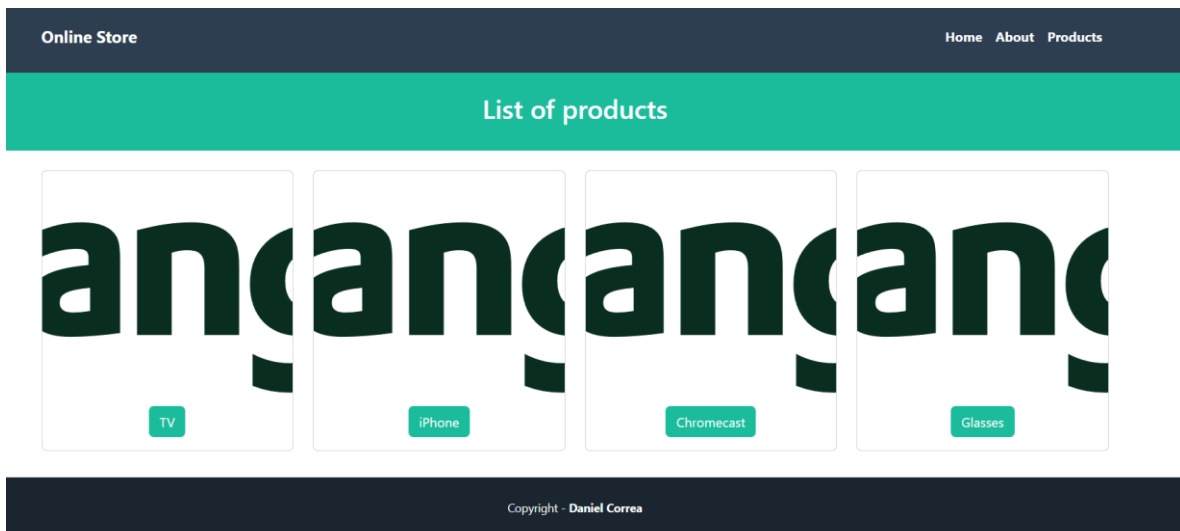 Online Store
Home About Products
List of products
ang ang ang ang
TV iPhone Chromecast Glasses
Copyright - Daniel Correa